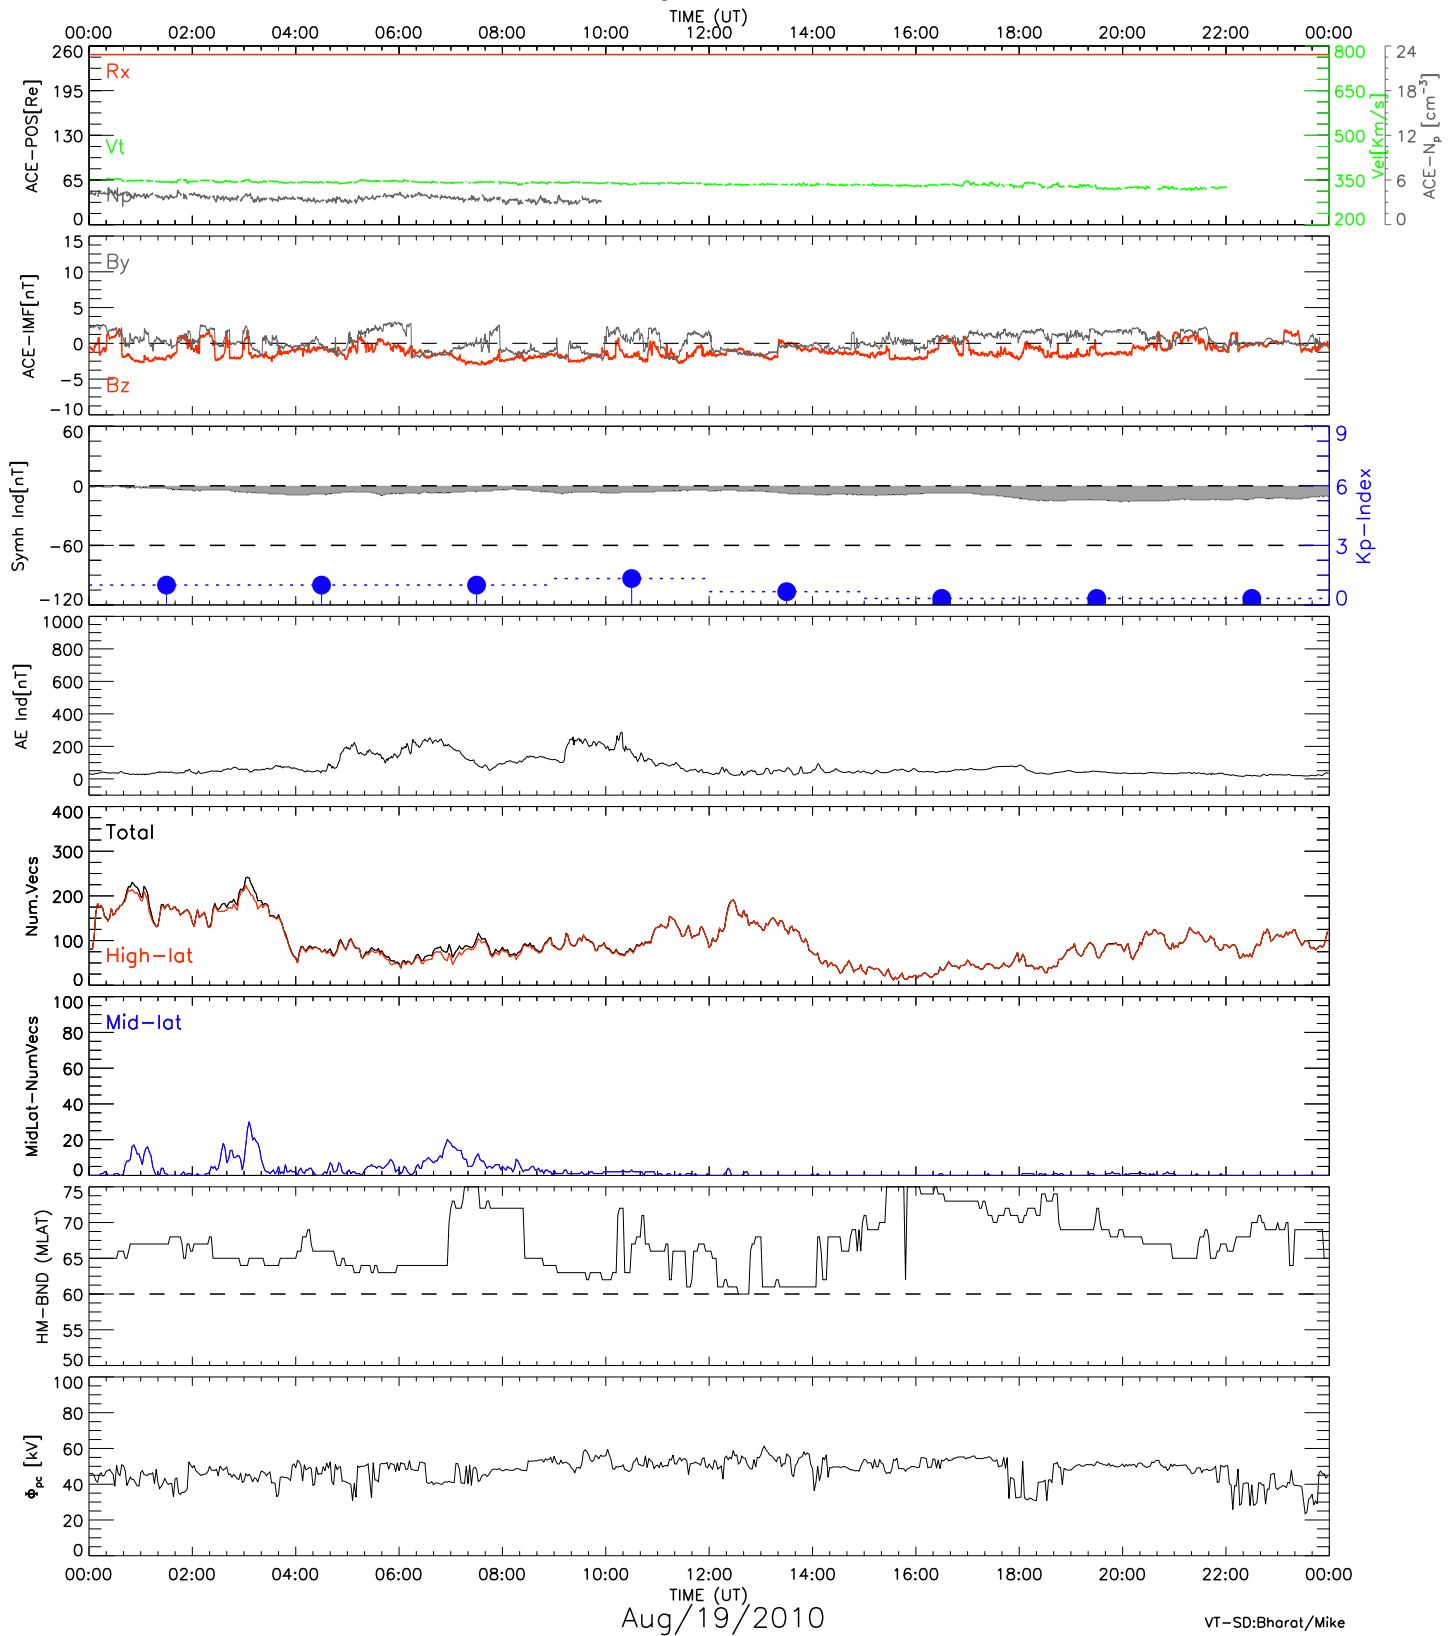 TIME (UT)
00:00 02:00 04:00 06:00 08:00 10:00 12:00 14:00 16:00 18:00 20:00 22:00 00:00
ACE-POS[Re]
260
195
130
65
0
Rx
Vt
Np
800
650
500
350
200
Vel[Km/s]
24
18
12
6
0
ACE-Np [cm-3]
ACE-IMF[nT]
15
10
5
0
-5
-10
By
Bz
Symh Ind[nT]
60
0
-60
-120
9
6
3
0
Kp-Index
AE Ind[nT]
1000
800
600
400
200
0
Num.Vecs
400
300
200
100
0
Total
High-lat
MidLat-NumVecs
100
80
60
40
20
0
Mid-lat
HM-BND (MLAT)
75
70
65
60
55
50
Φpc [kV]
100
80
60
40
20
0
00:00 02:00 04:00 06:00 08:00 10:00 12:00 14:00 16:00 18:00 20:00 22:00 00:00
TIME (UT)
Aug/19/2010
VT-SD:Bharat/Mike